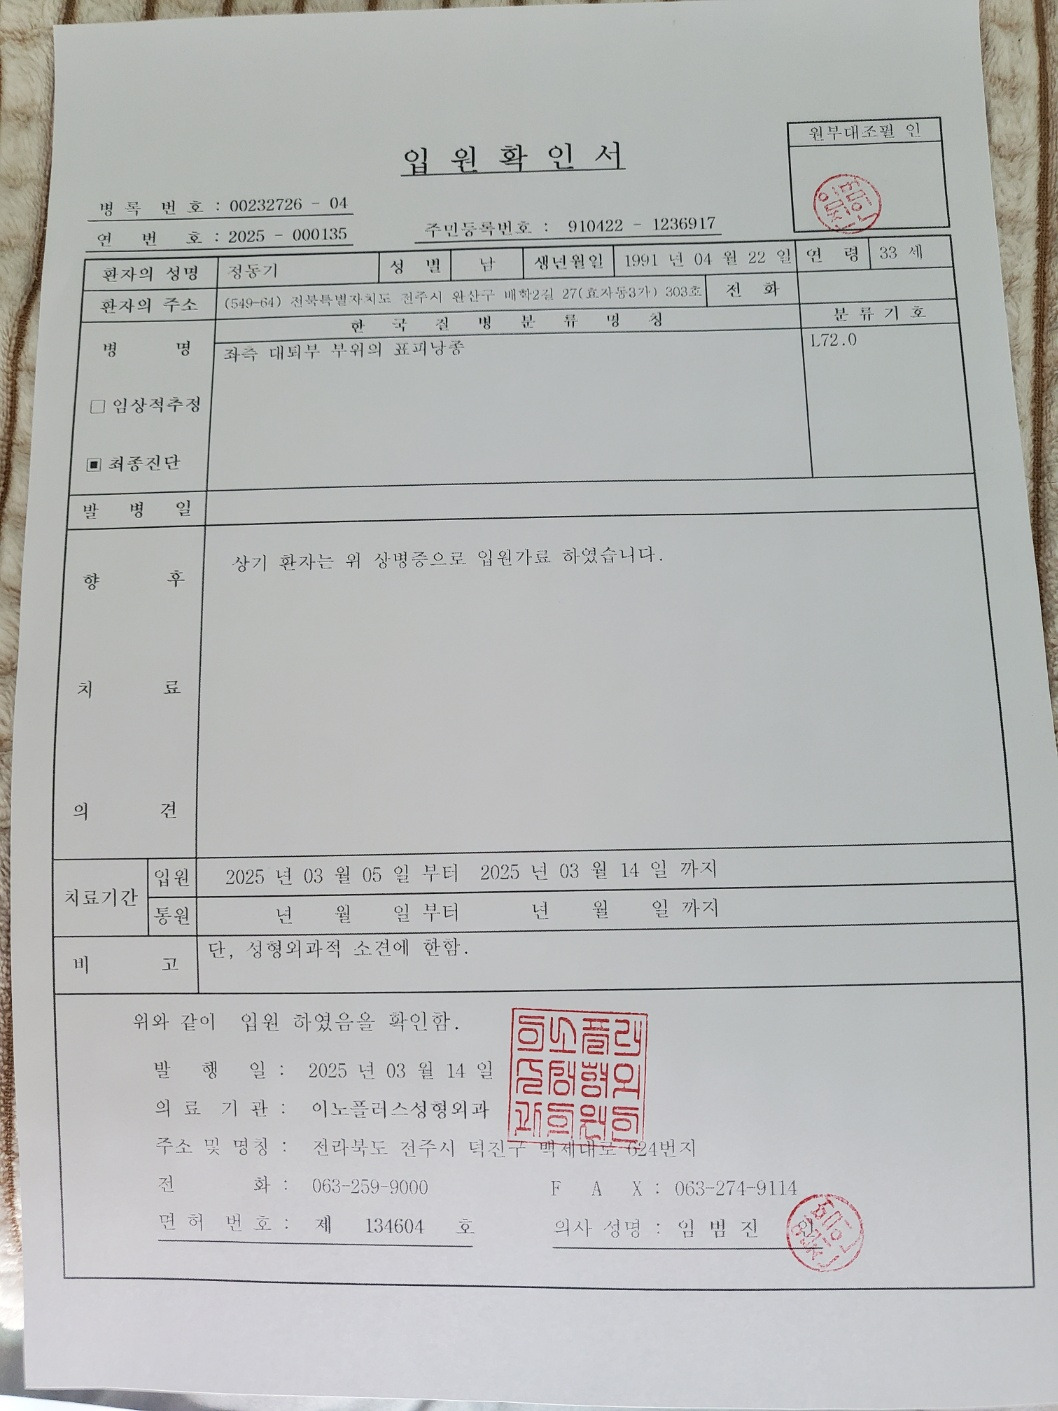 입원확인서
원부대조필 인
병록 번호 : 00232726 - 04
연번호 : 2025 - 000135
주민등록번호 : 910422 - 1236917
환자의 성명 정동기 성별 남 생년월일 1991 년 04 월 22 일 연령 33 세
환자의 주소 (549-64) 전북특별자치도 전주시 완산구 배학2길 27(효자동3가) 303호 전화
병명 한국질병분류명칭 분류기호
좌측 대퇴부 부위의 표피낭종 L72.0
□ 임상적추정
▣ 최종진단
발병일
향후 치료 의견
상기 환자는 위 상병증으로 입원가료 하였습니다.
치료기간 입원 2025 년 03 월 05 일 부터 2025 년 03 월 14 일 까지
통원 년 월 일 부터 년 월 일 까지
비고 단, 성형외과적 소견에 한함.
위와 같이 입원 하였음을 확인함.
발행일 : 2025 년 03 월 14 일
의료기관 : 이노플러스성형외과
주소 및 명칭 : 전라북도 전주시 덕진구 백제대로 624번지
전화 : 063-259-9000 F A X : 063-274-9114
면허번호 : 제 134604 호 의사 성명 : 임범진